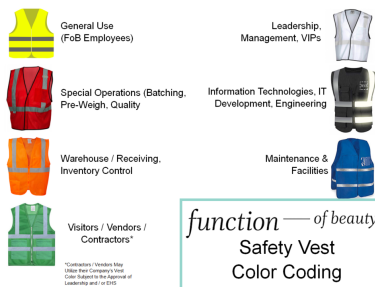 General Use
(FoB Employees)
Special Operations (Batching,
Pre-Weigh, Quality
Warehouse / Receiving,
Inventory Control
Visitors / Vendors /
Contractors*
*Contractors / Vendors May
Utilize then Company's Vest
Color Subject to the Approval of
Leadership and / or EHS
Leadership,
Management, VIPs
Information Technologies, IT
Development, Engineering
Maintenance &
Facilities
function — of beauty
Safety Vest
Color Coding